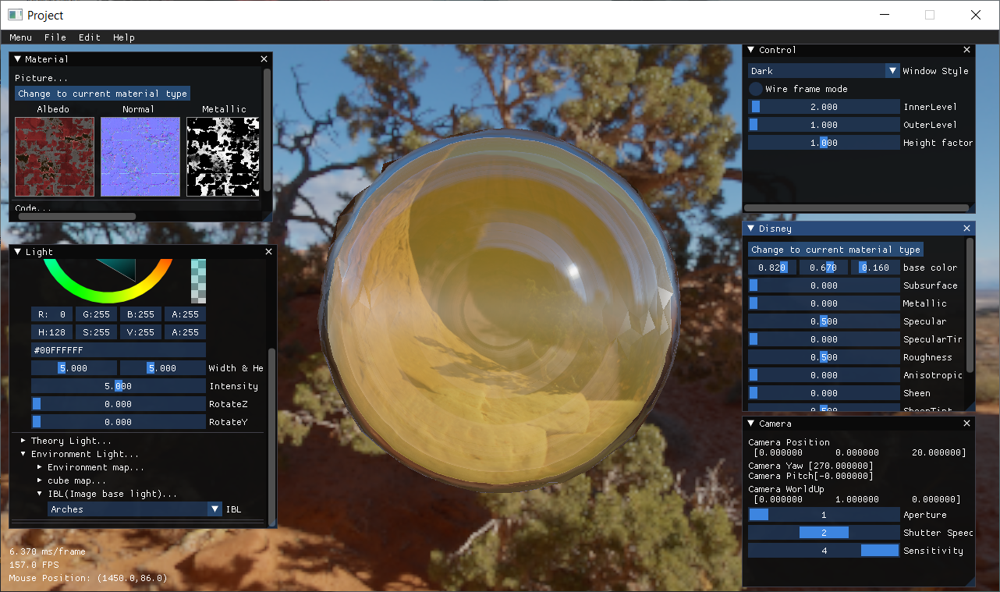 Project
Menu File Edit Help
Material
Picture...
Change to current material type
Albedo Normal Metallic
Code...
Light
R: 0 G:255 B:255 A:255
H:128 S:255 V:255 A:255
#00FFFFFF
5.000 5.000 Width & He
5.000 Intensity
0.000 RotateZ
0.000 RotateY
Theory Light...
Environment Light...
Environment map...
cube map...
IBL(Image base light)...
Arches IBL
6.370 ms/frame
157.0 FPS
Mouse Position: (1450.0,86.0)
Control
Dark Window Style
Wire frame mode
2.000 InnerLevel
1.000 OuterLevel
1.000 Height factor
Disney
Change to current material type
0.820 0.670 0.160 base color
0.000 Subsurface
0.000 Metallic
0.500 Specular
0.000 SpecularTin
0.500 Roughness
0.000 Anisotropic
0.000 Sheen
0.500 SheenTint
Camera
Camera Position
[0.000000 0.000000 20.000000]
Camera Yaw [270.000000]
Camera Pitch[-0.000000]
Camera WorldUp
[0.000000 1.000000 0.000000]
1 Aperture
2 Shutter Speed
4 Sensitivity